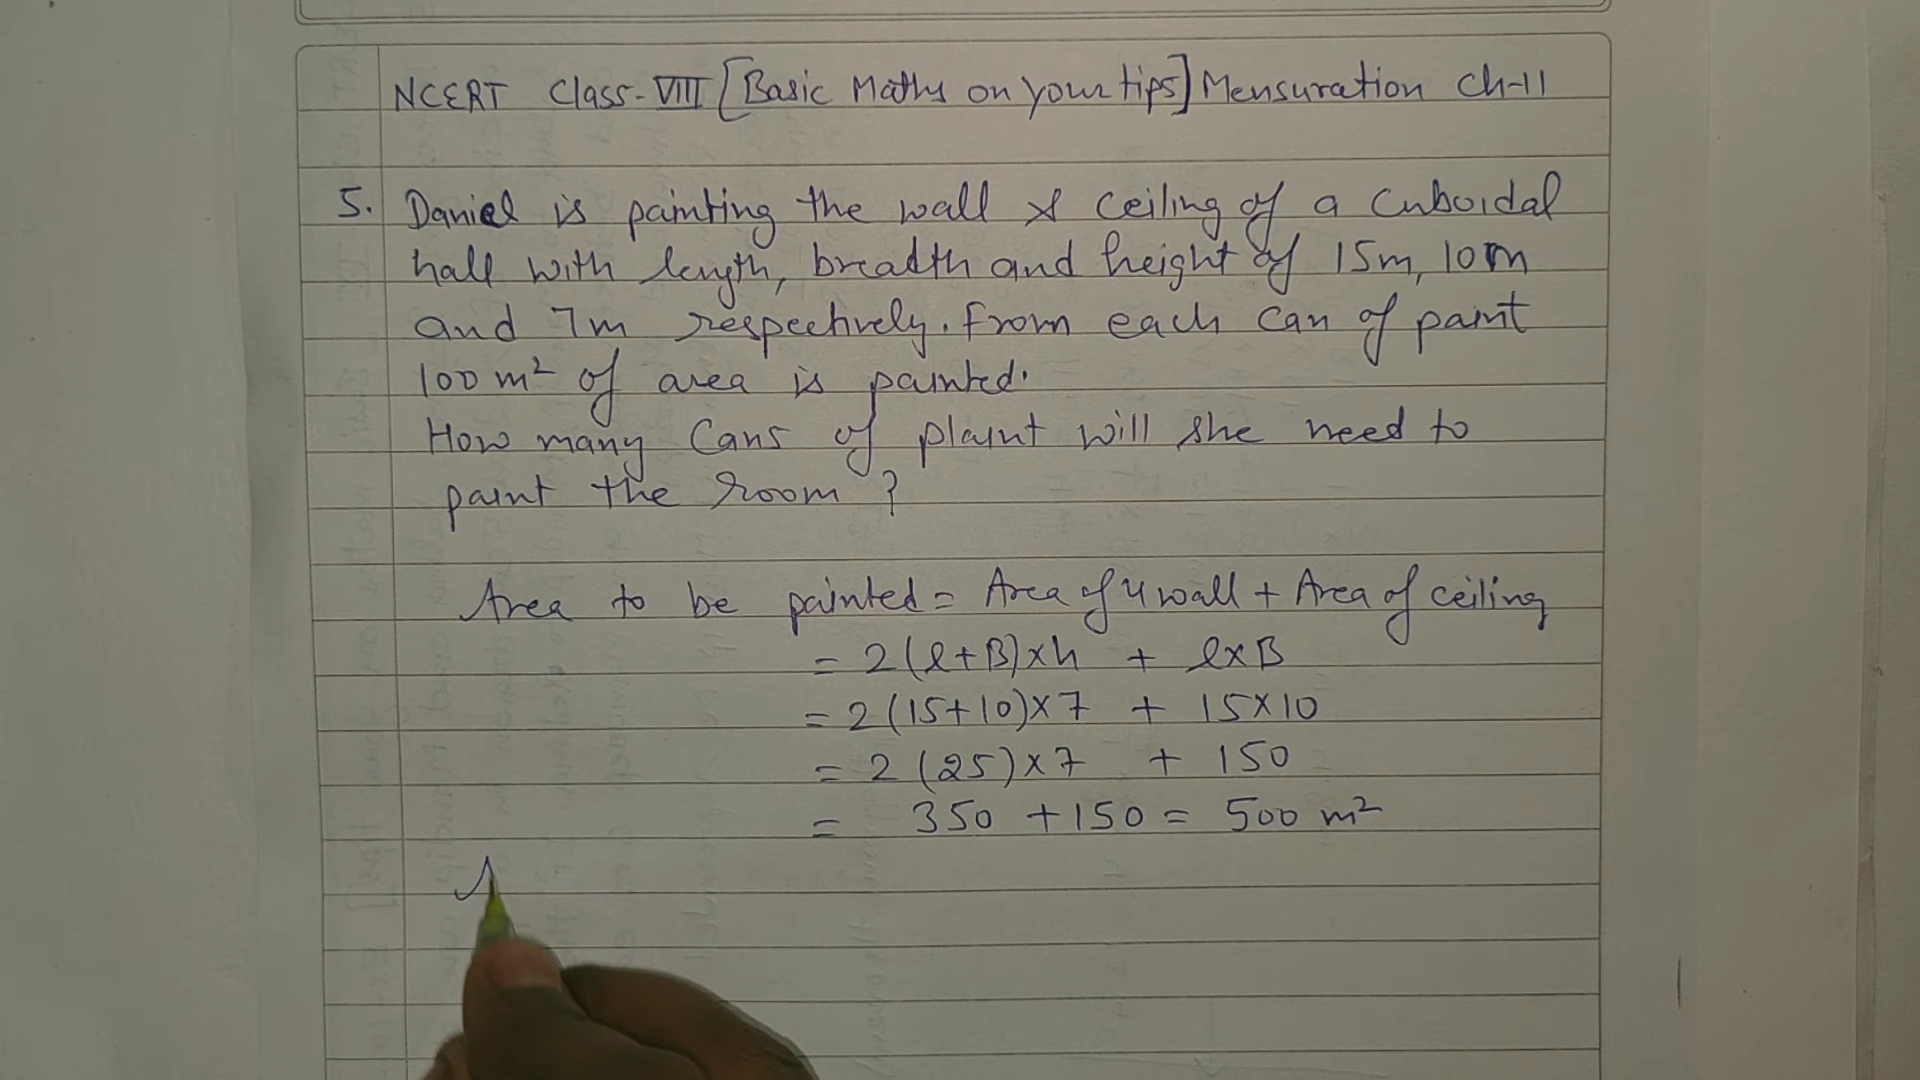 NCERT Class-VIII [Basic Maths on your tips] Mensuration Ch-11
5. Daniel is painting the wall & ceiling of a cuboidal
hall with length, breadth and height of 15m, 10m
and 7m respectively. From each can of paint
100 m² of area is painted.
How many Cans of plaint will she need to
paint the room ?
Area to be painted = Area of 4 wall + Area of ceiling
= 2(l+B)×h + l×B
= 2(15+10)×7 + 15×10
= 2(25)×7 + 150
= 350 + 150 = 500 m²